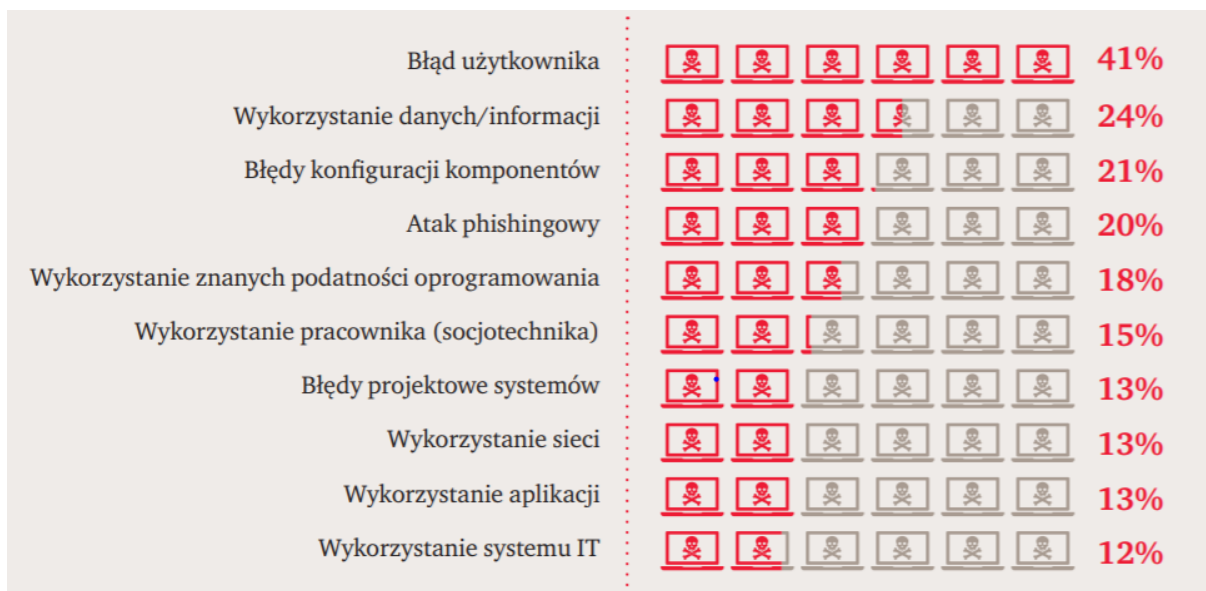 Błąd użytkownika 41%
Wykorzystanie danych/informacji 24%
Błędy konfiguracji komponentów 21%
Atak phishingowy 20%
Wykorzystanie znanych podatności oprogramowania 18%
Wykorzystanie pracownika (socjotechnika) 15%
Błędy projektowe systemów 13%
Wykorzystanie sieci 13%
Wykorzystanie aplikacji 13%
Wykorzystanie systemu IT 12%